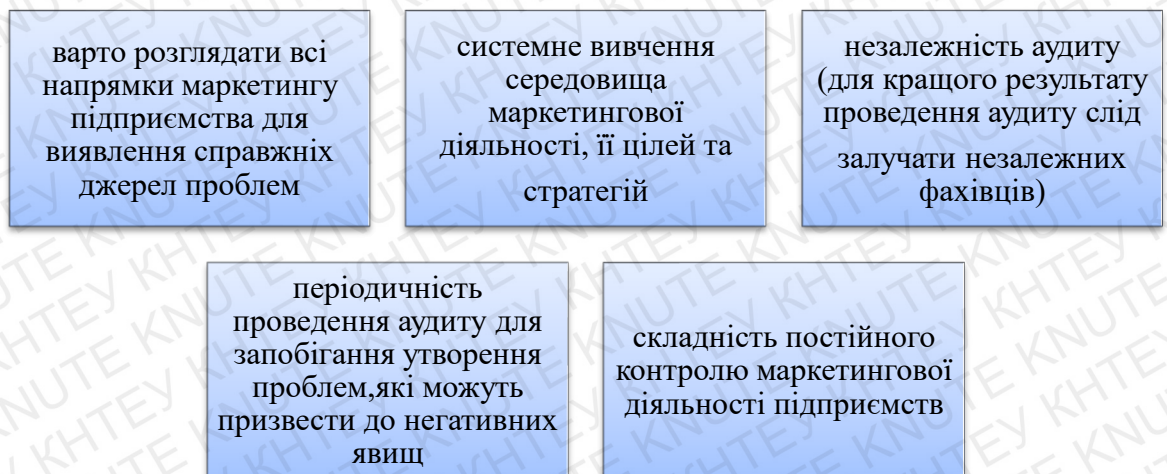 варто розглядати всі
напрямки маркетингу
підприємства для
виявлення справжніх
джерел проблем
системне вивчення
середовища
маркетингової
діяльності, її цілей та
стратегій
незалежність аудиту
(для кращого результату
проведення аудиту слід
залучати незалежних
фахівців)
періодичність
проведення аудиту для
запобігання утворення
проблем,які можуть
призвести до негативних
явищ
складність постійного
контролю маркетингової
діяльності підприємств